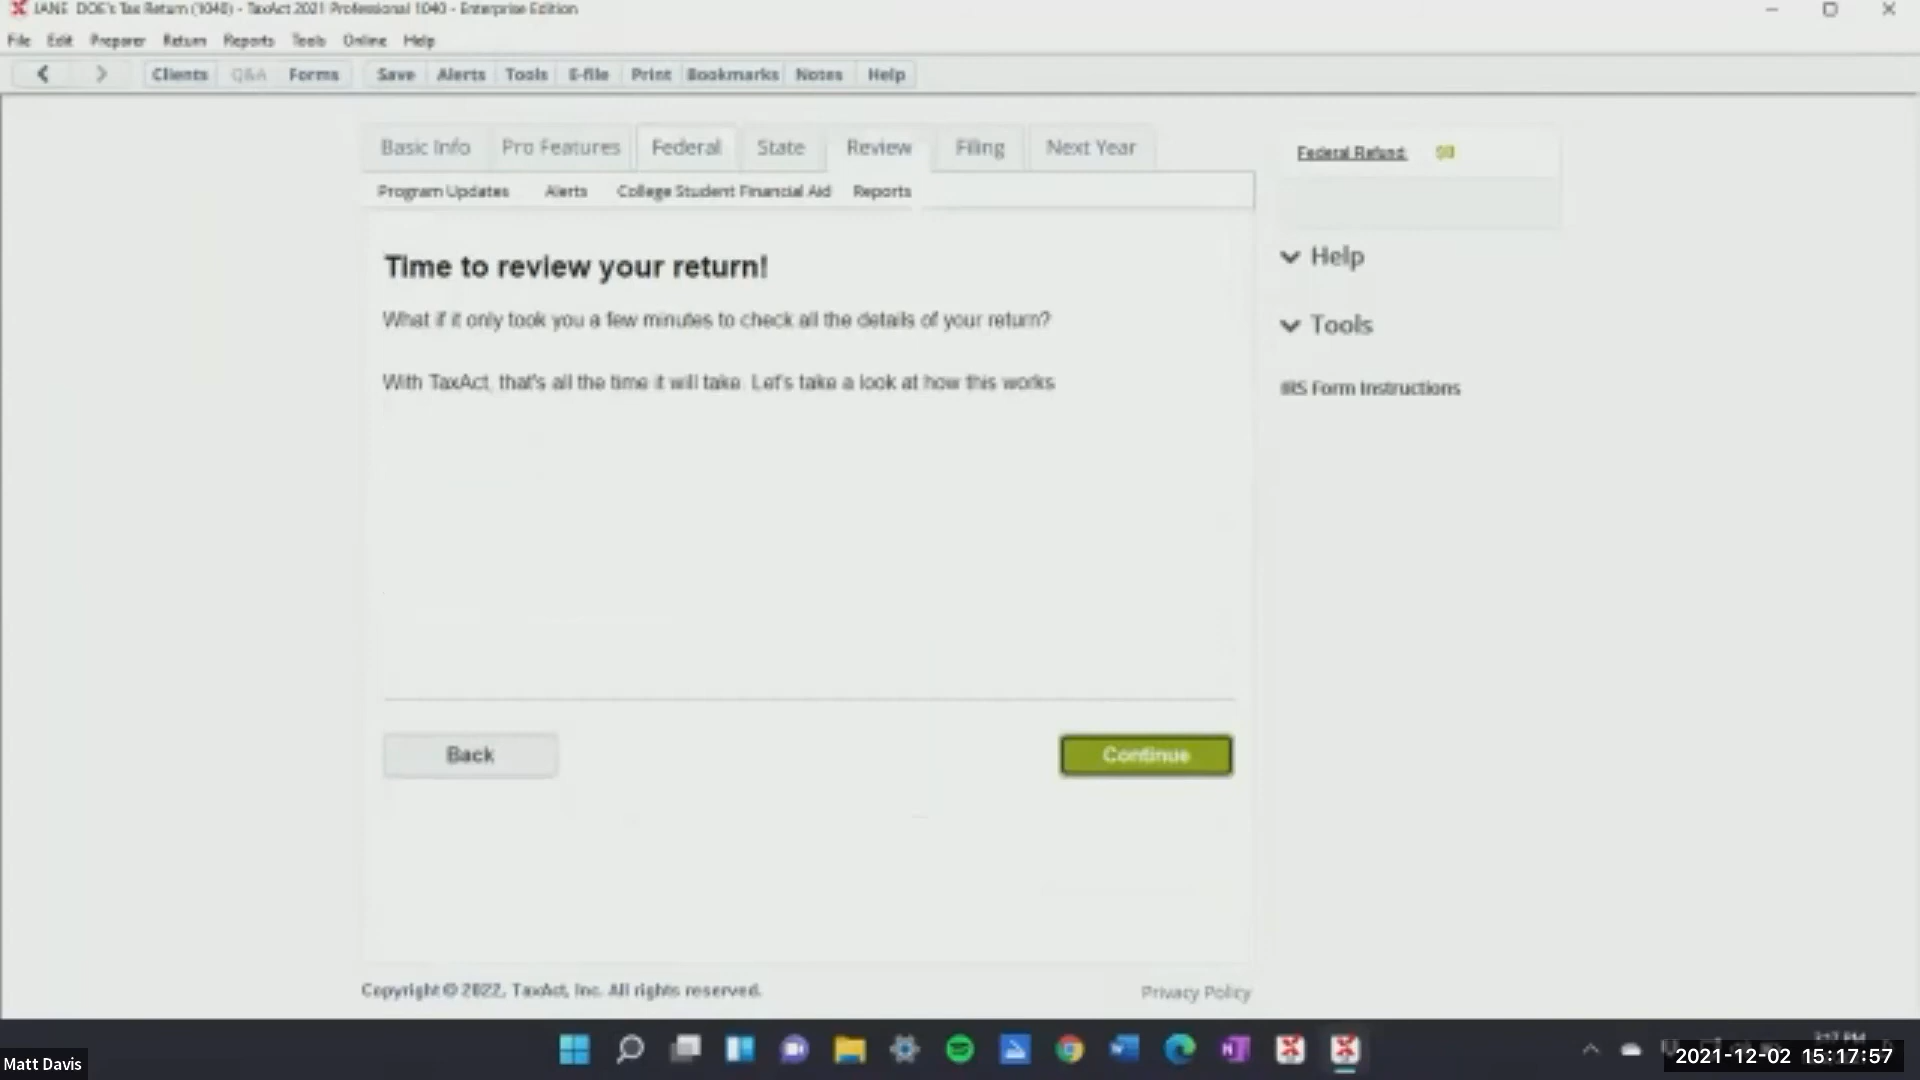 JANE DOE's Tax Return (1040) - TaxAct 2021 Professional 1040 - Enterprise Edition
File Edit Preparer Return Reports Tools Online Help
Clients Q&A Forms Save Alerts Tools E-file Print Bookmarks Notes Help
Basic Info Pro Features Federal State Review Filing Next Year
Federal Refund: $0
Program Updates Alerts College Student Financial Aid Reports
Time to review your return!
Help
What if it only took you a few minutes to check all the details of your return?
Tools
With TaxAct, that's all the time it will take. Let's take a look at how this works
IRS Form Instructions
Back Continue
Copyright © 2022, TaxAct, Inc. All rights reserved.
Privacy Policy
3:17 PM
2021-12-02 15:17:57
Matt Davis